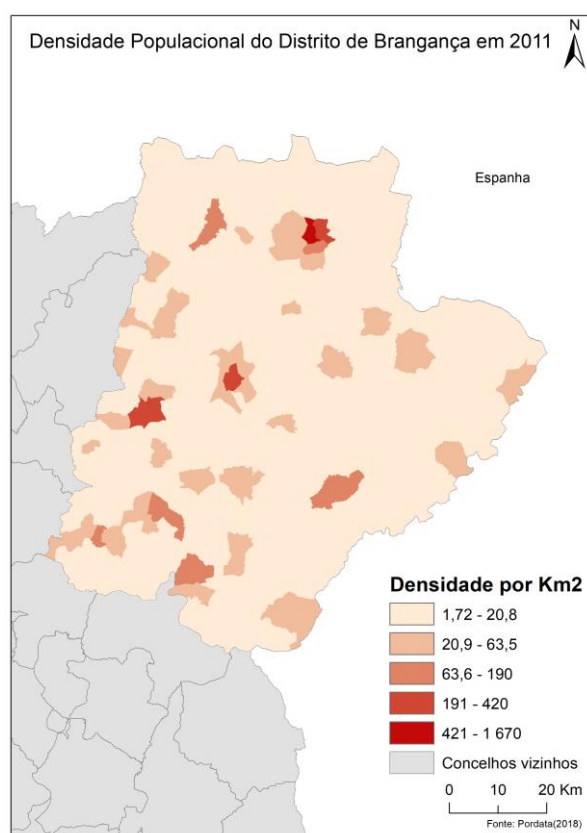 Densidade Populacional do Distrito de Brangança em 2011
N
Espanha
Densidade por Km2
1,72 - 20,8
20,9 - 63,5
63,6 - 190
191 - 420
421 - 1 670
Concelhos vizinhos
0 10 20 Km
Fonte: Pordata(2018)